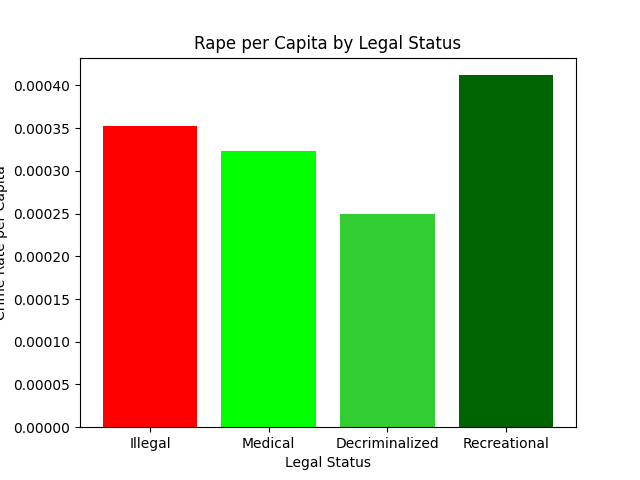 Rape per Capita by Legal Status
0.00040
0.00035
0.00030
0.00025
0.00020
0.00015
0.00010
0.00005
0.00000
Rate per Capita
Illegal Medical Decriminalized Recreational
Legal Status